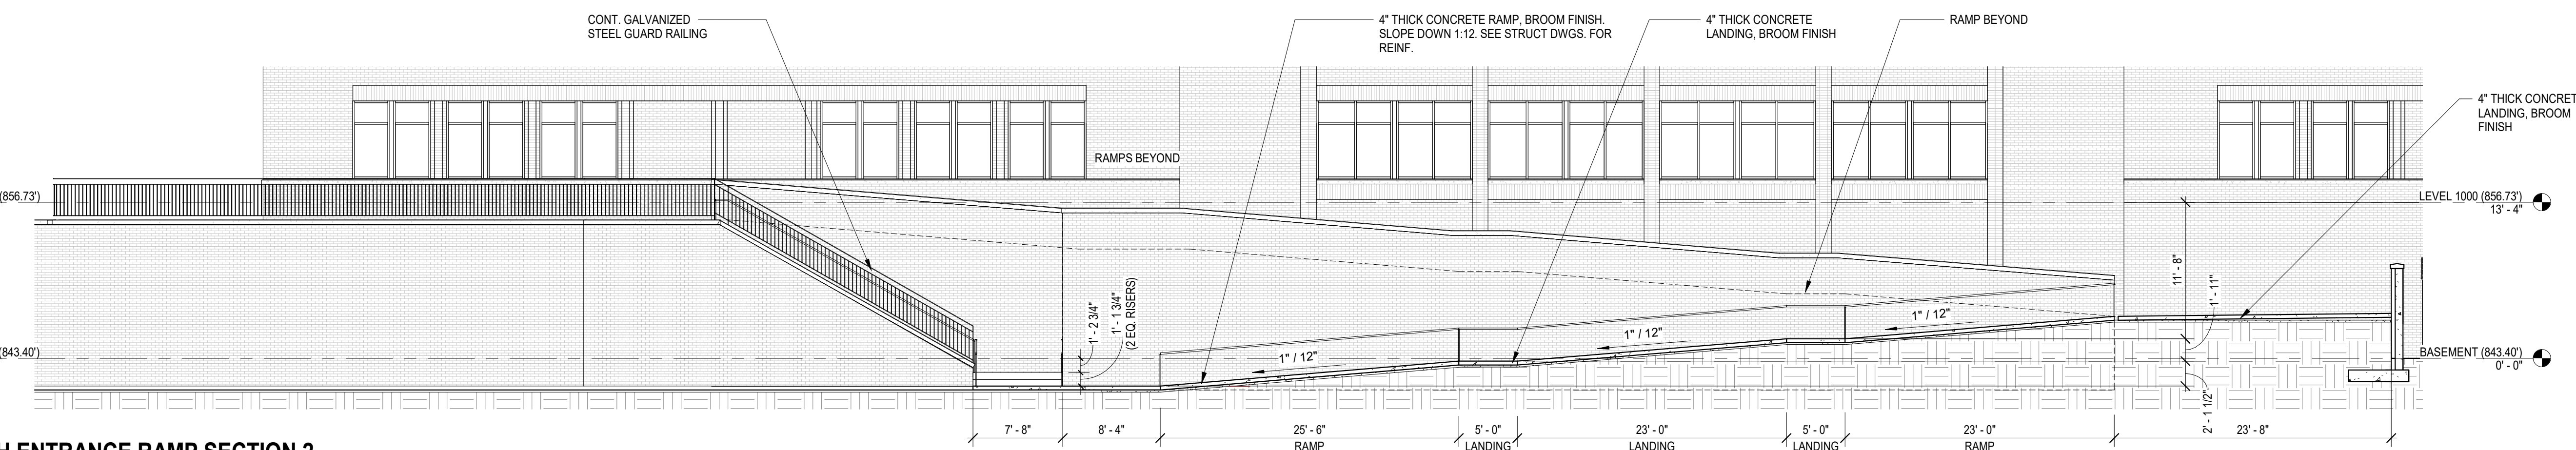 CONT. GALVANIZED
STEEL GUARD RAILING
4" THICK CONCRETE RAMP, BROOM FINISH.
SLOPE DOWN 1:12. SEE STRUCT DWGS. FOR
REINF.
4" THICK CONCRETE
LANDING, BROOM FINISH
RAMP BEYOND
4" THICK CONCRET
LANDING, BROOM
FINISH
RAMPS BEYOND
(856.73')
LEVEL 1000 (856.73')
13' - 4"
11' - 8"
1' - 11"
1' - 2 3/4"
1' - 1 3/4"
(2 EQ. RISERS)
1" / 12"
1" / 12"
1" / 12"
(843.40')
BASEMENT (843.40')
0' - 0"
2' - 1 1/2"
7' - 8"
8' - 4"
25' - 6"
RAMP
5' - 0"
LANDING
23' - 0"
LANDING
5' - 0"
LANDING
23' - 0"
RAMP
23' - 8"
H ENTRANCE RAMP SECTION 2